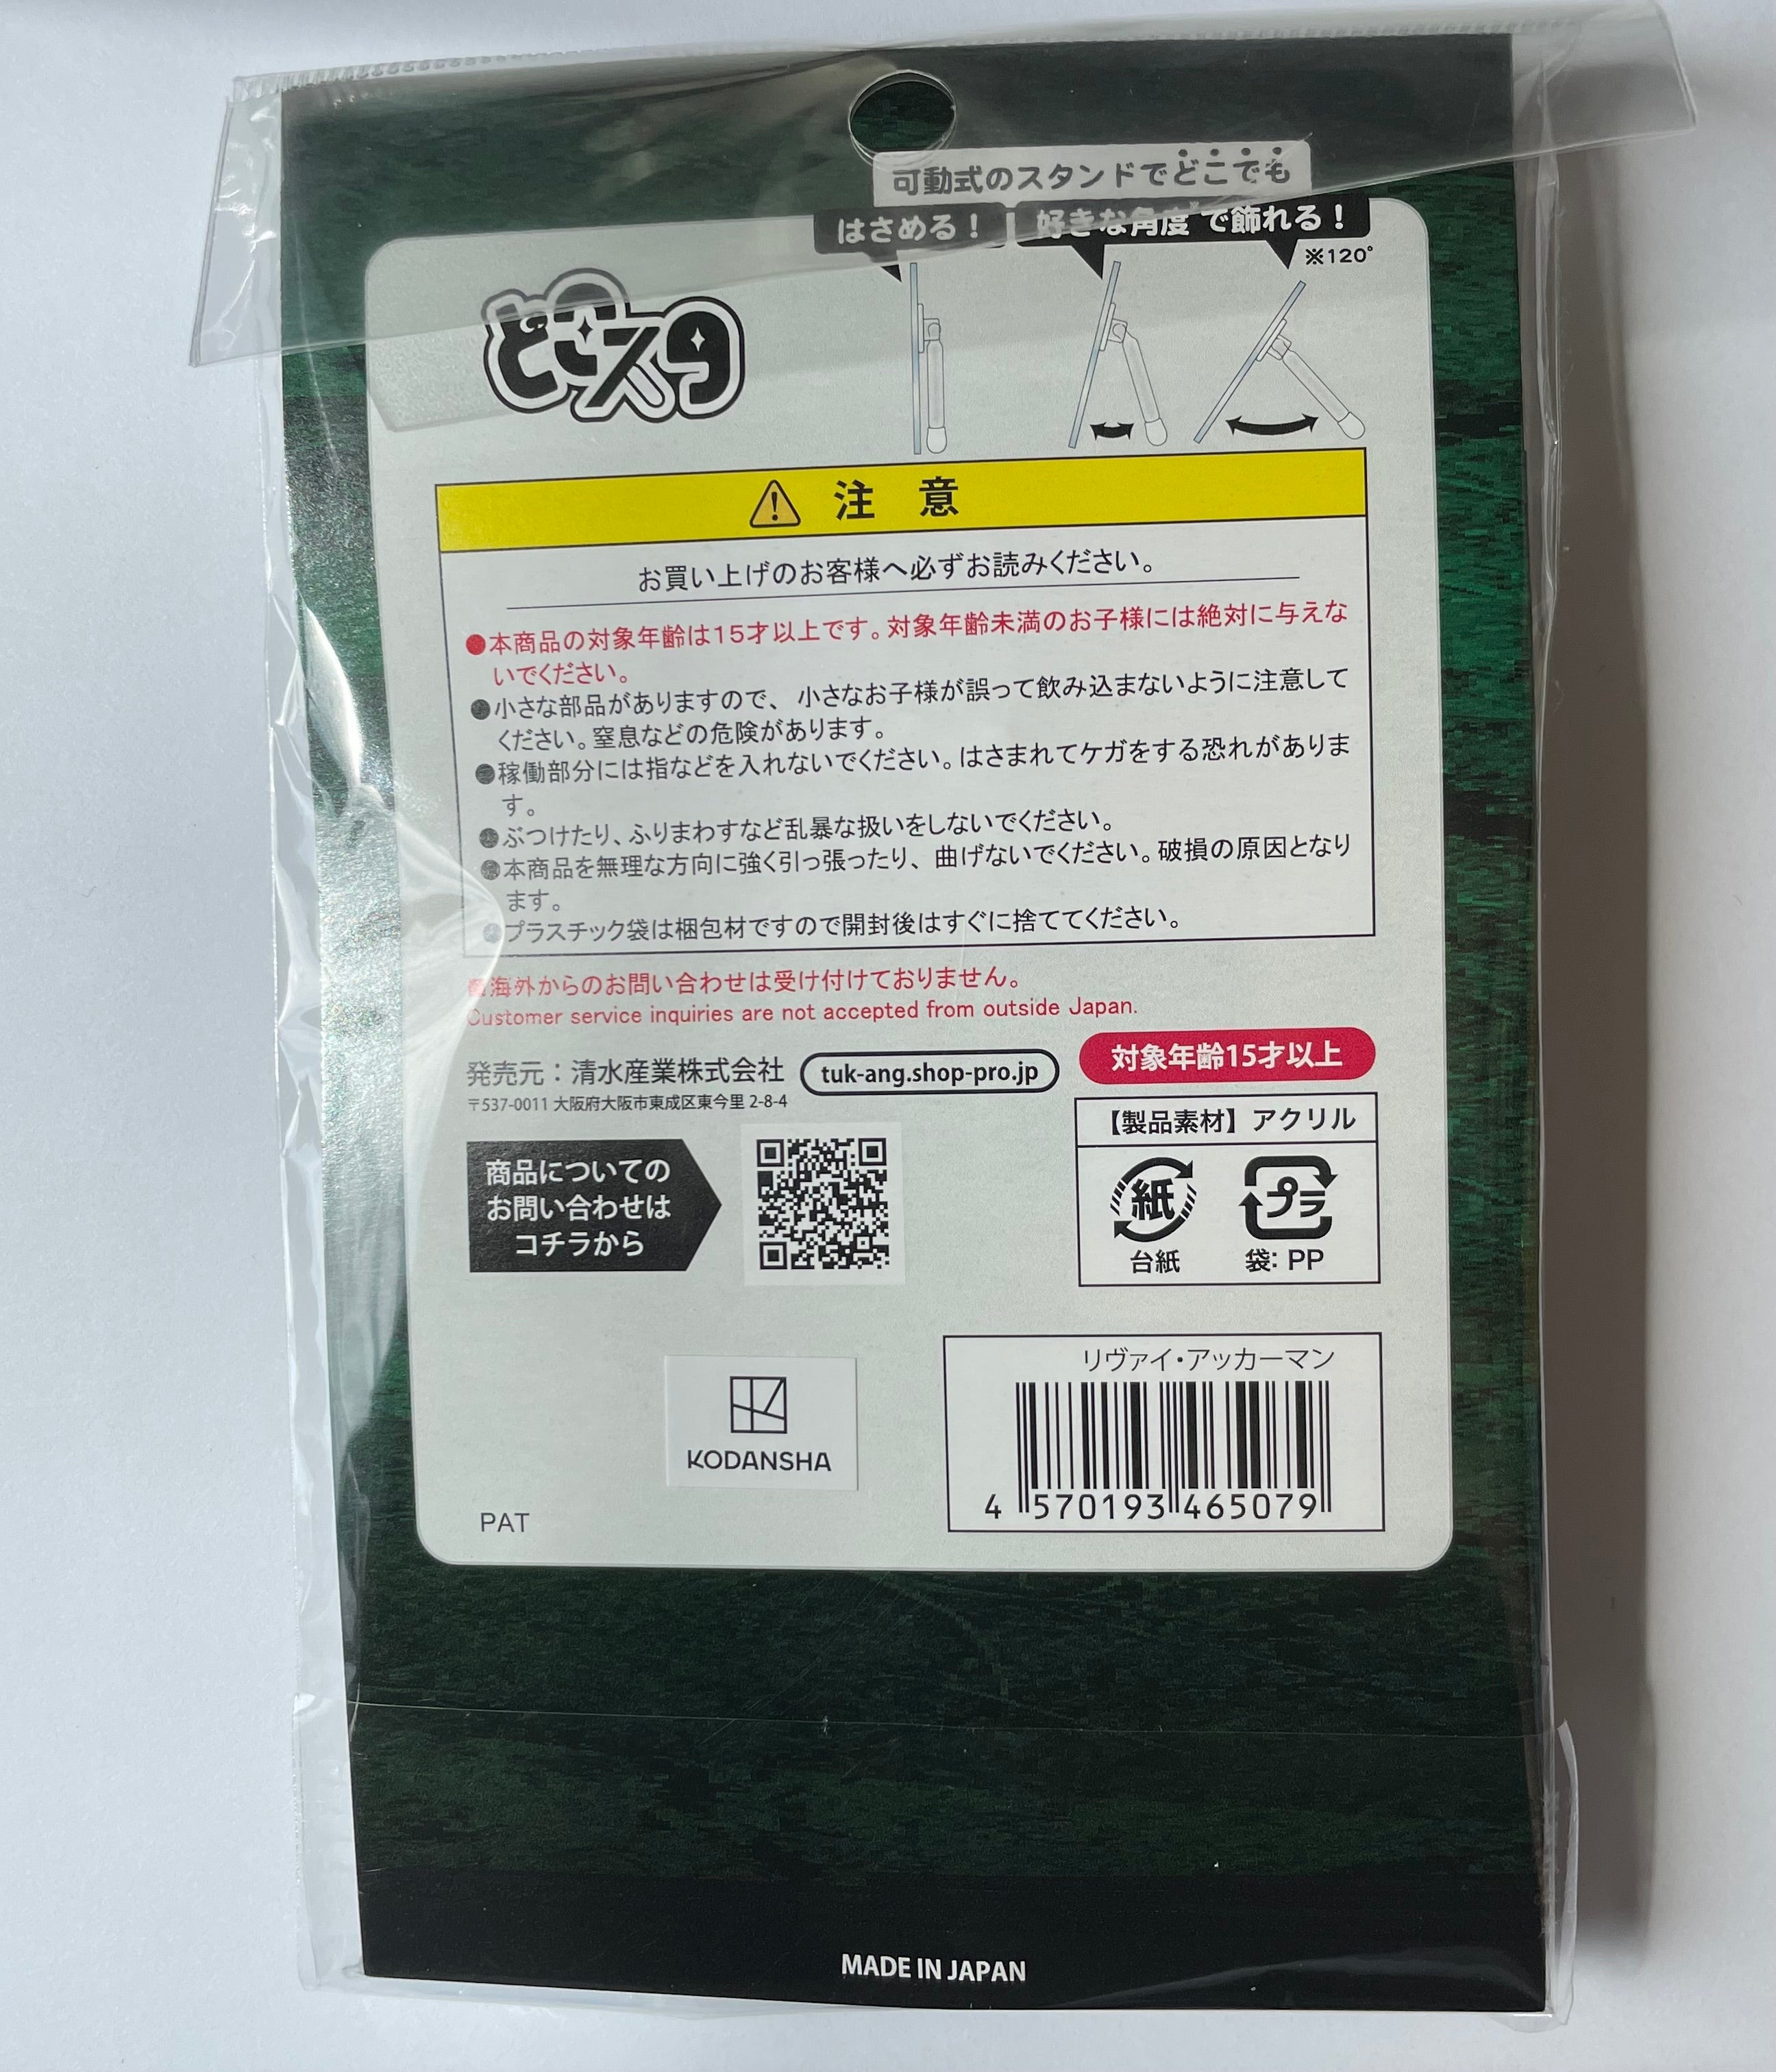 可動式のスタンドでどこでも
はさめる！ 好きな角度※で飾れる！
※120°
どこスタ
注意
お買い上げのお客様へ必ずお読みください。
●本商品の対象年齢は15才以上です。対象年齢未満のお子様には絶対に与えな
いでください。
●小さな部品がありますので、小さなお子様が誤って飲み込まないように注意して
ください。窒息などの危険があります。
●稼働部分には指などを入れないでください。はさまれてケガをする恐れがありま
す。
●ぶつけたり、ふりまわすなど乱暴な扱いをしないでください。
●本商品を無理な方向に強く引っ張ったり、曲げないでください。破損の原因となり
ます。
●プラスチック袋は梱包材ですので開封後はすぐに捨ててください。
海外からのお問い合わせは受け付けておりません。
Customer service inquiries are not accepted from outside Japan.
発売元：清水産業株式会社 tuk-ang.shop-pro.jp
〒537-0011 大阪府大阪市東成区東今里 2-8-4
対象年齢15才以上
商品についての
お問い合わせは
コチラから
【製品素材】アクリル
紙 プラ
台紙 袋：PP
KODANSHA
リヴァイ・アッカーマン
4 570193 465079
PAT
MADE IN JAPAN